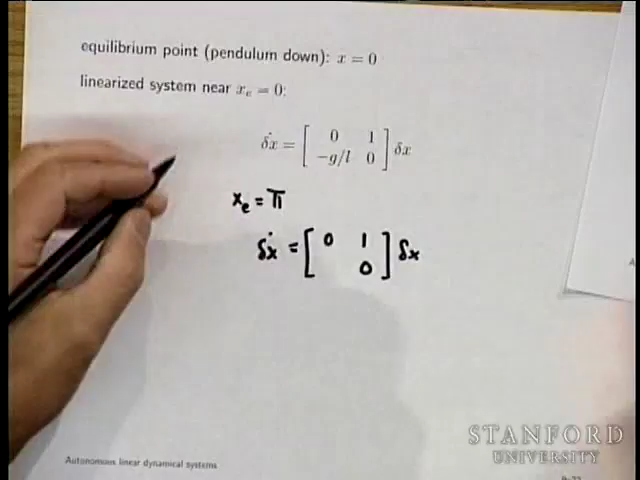 equilibrium point (pendulum down): x = 0
linearized system near xₑ = 0:
δẋ = [ 0 1
−g/l 0 ] δx
xₑ = π
δẋ = [ 0 1
0 ] δx
STANFORD
UNIVERSITY
Autonomous linear dynamical systems